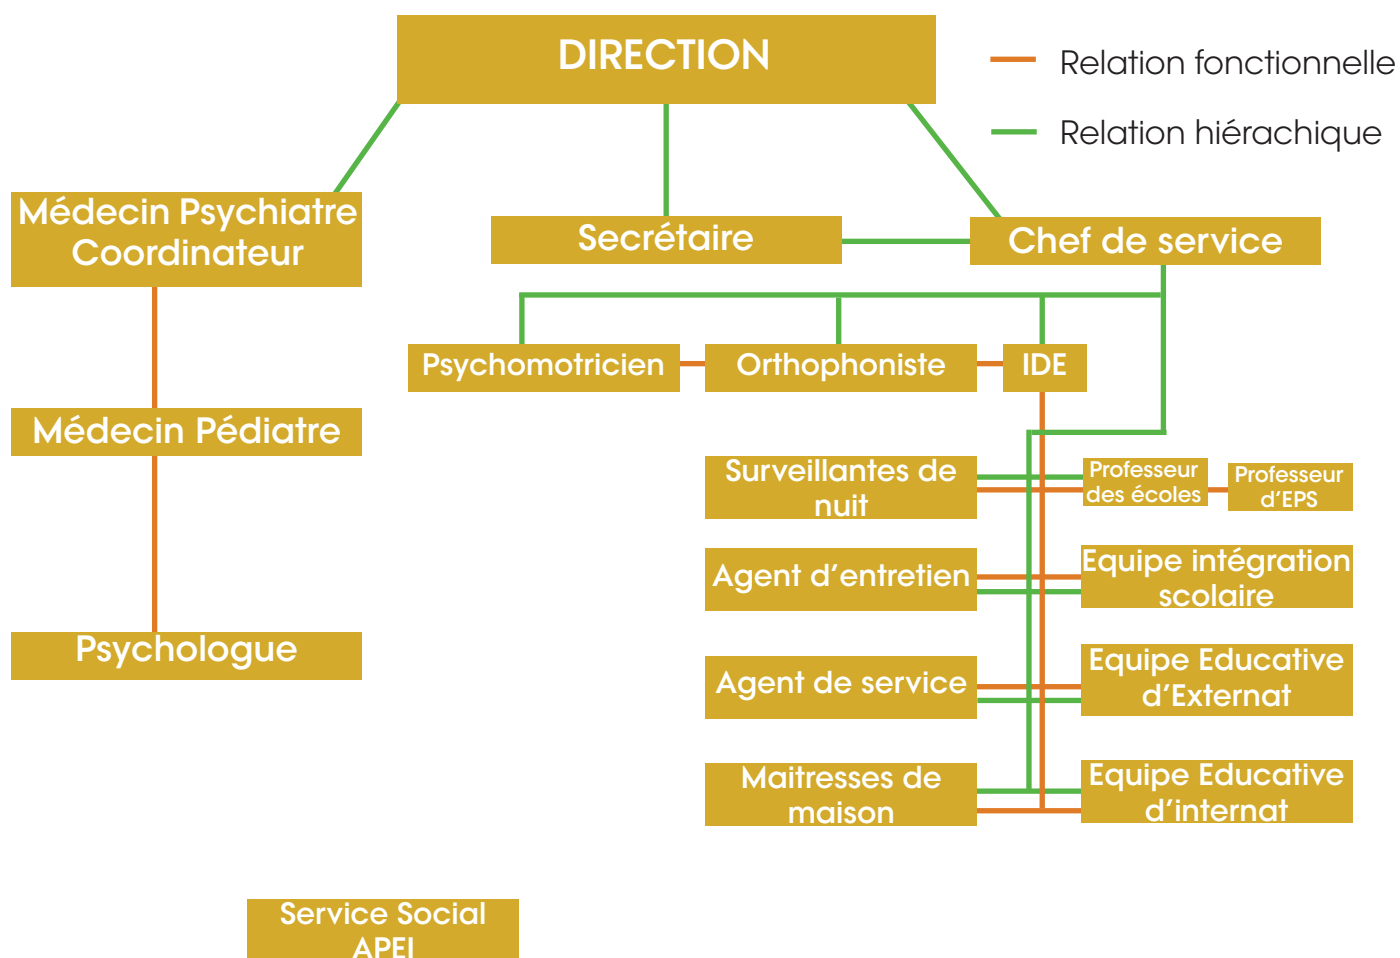 DIRECTION
Relation fonctionnelle
Relation hiérachique
Médecin Psychiatre
Coordinateur
Secrétaire
Chef de service
Psychomotricien
Orthophoniste
IDE
Médecin Pédiatre
Surveillantes de
nuit
Professeur
des écoles
Professeur
d'EPS
Agent d'entretien
Equipe intégration
scolaire
Psychologue
Agent de service
Equipe Educative
d'Externat
Maitresses de
maison
Equipe Educative
d'internat
Service Social
APEI